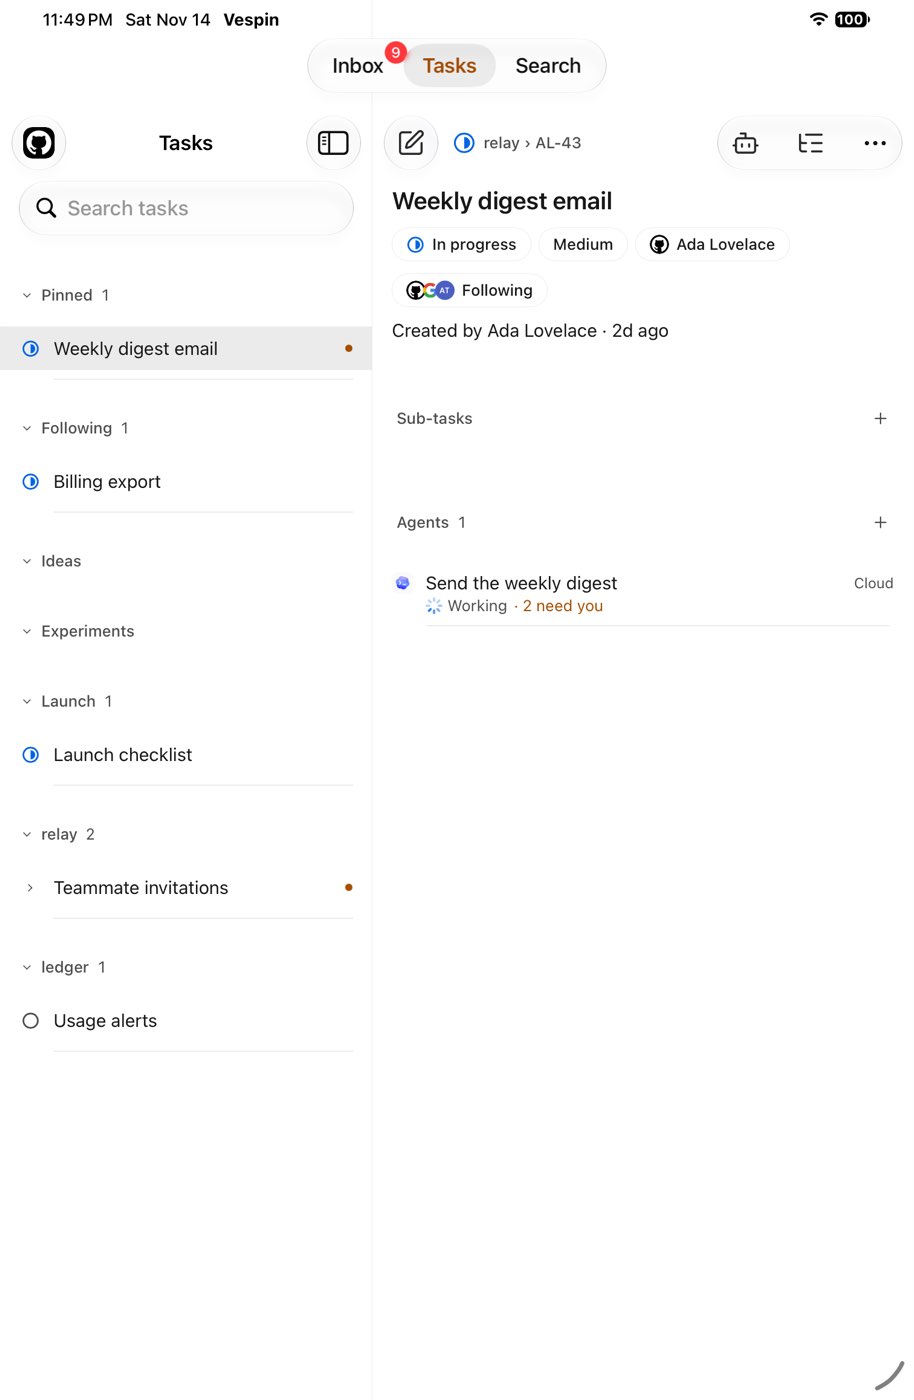 11:49 PM Sat Nov 14 Vespin
100
Inbox 9 Tasks Search
Tasks
Search tasks
Pinned 1
Weekly digest email
Following 1
Billing export
Ideas
Experiments
Launch 1
Launch checklist
relay 2
Teammate invitations
ledger 1
Usage alerts
relay › AL-43
Weekly digest email
In progress Medium Ada Lovelace
AT Following
Created by Ada Lovelace · 2d ago
Sub-tasks
Agents 1
Send the weekly digest Cloud
Working · 2 need you